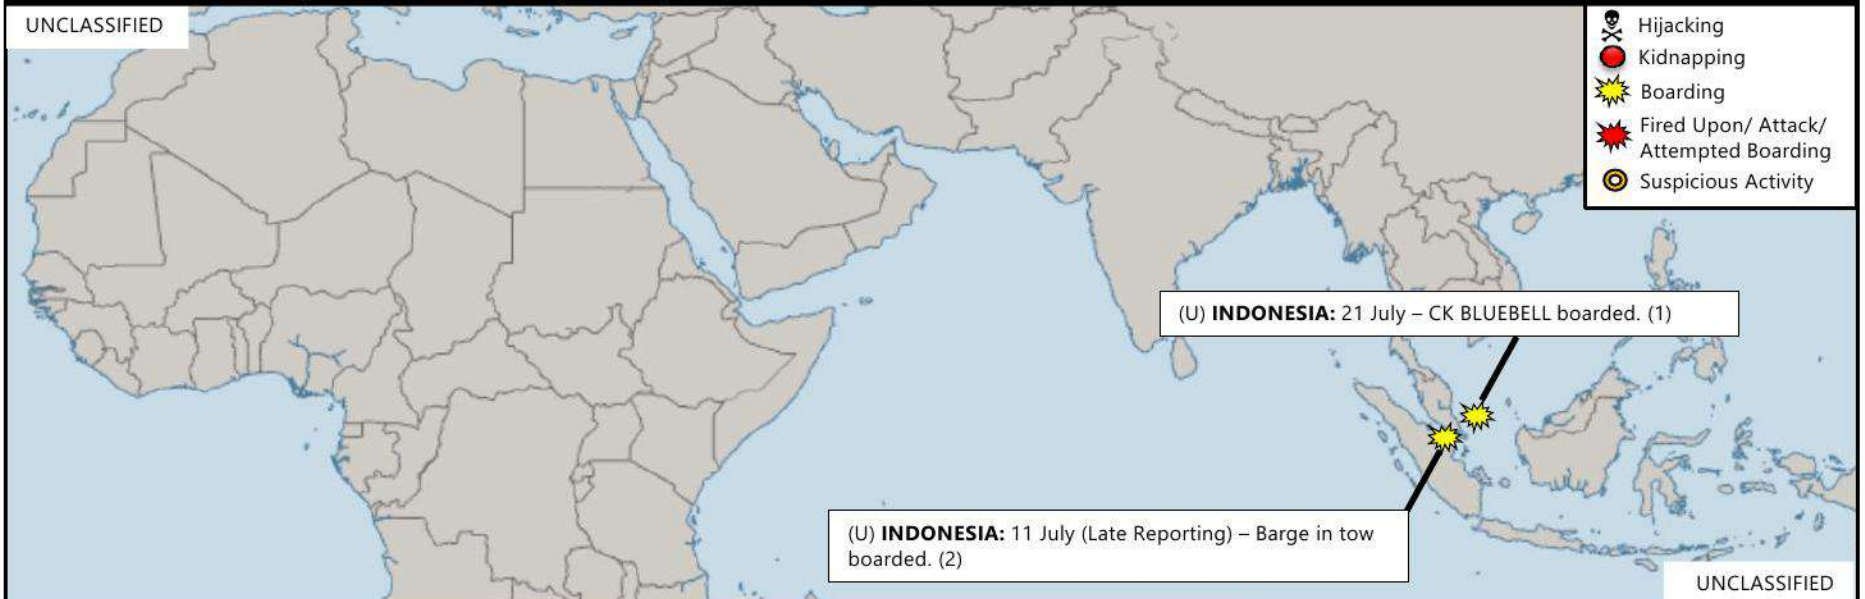 UNCLASSIFIED
Hijacking
Kidnapping
Boarding
Fired Upon/ Attack/
Attempted Boarding
Suspicious Activity
(U) INDONESIA: 21 July – CK BLUEBELL boarded. (1)
(U) INDONESIA: 11 July (Late Reporting) – Barge in tow
boarded. (2)
UNCLASSIFIED